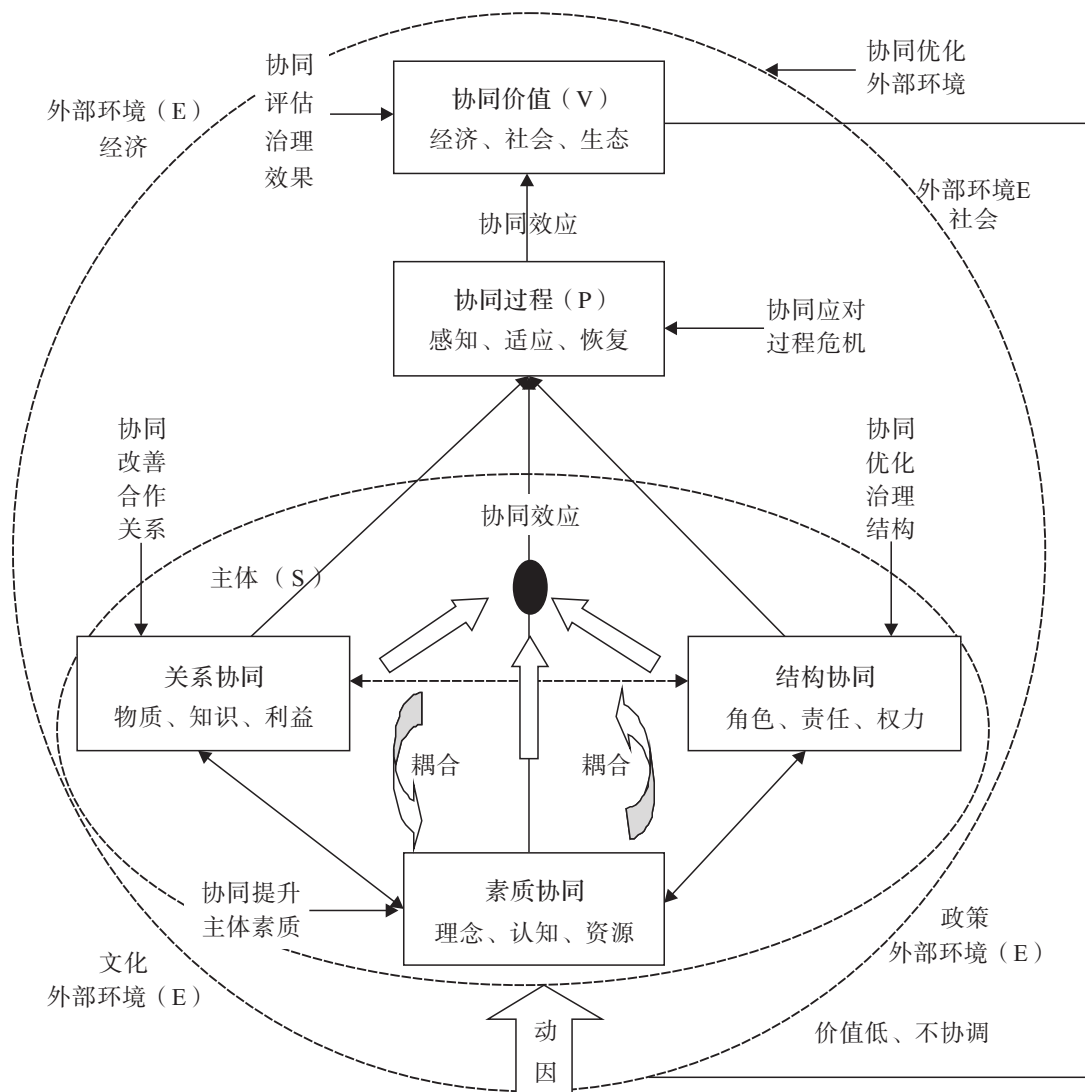 协同优化
外部环境
协同
评估
治理
效果
外部环境（E）
经济
协同价值（V）
经济、社会、生态
外部环境E
社会
协同效应
协同过程（P）
感知、适应、恢复
协同应对
过程危机
协同
改善
合作
关系
协同
优化
治理
结构
协同效应
主体（S）
关系协同
物质、知识、利益
结构协同
角色、责任、权力
耦合
耦合
素质协同
理念、认知、资源
协同提升
主体素质
文化
外部环境（E）
政策
外部环境（E）
动
因
价值低、不协调